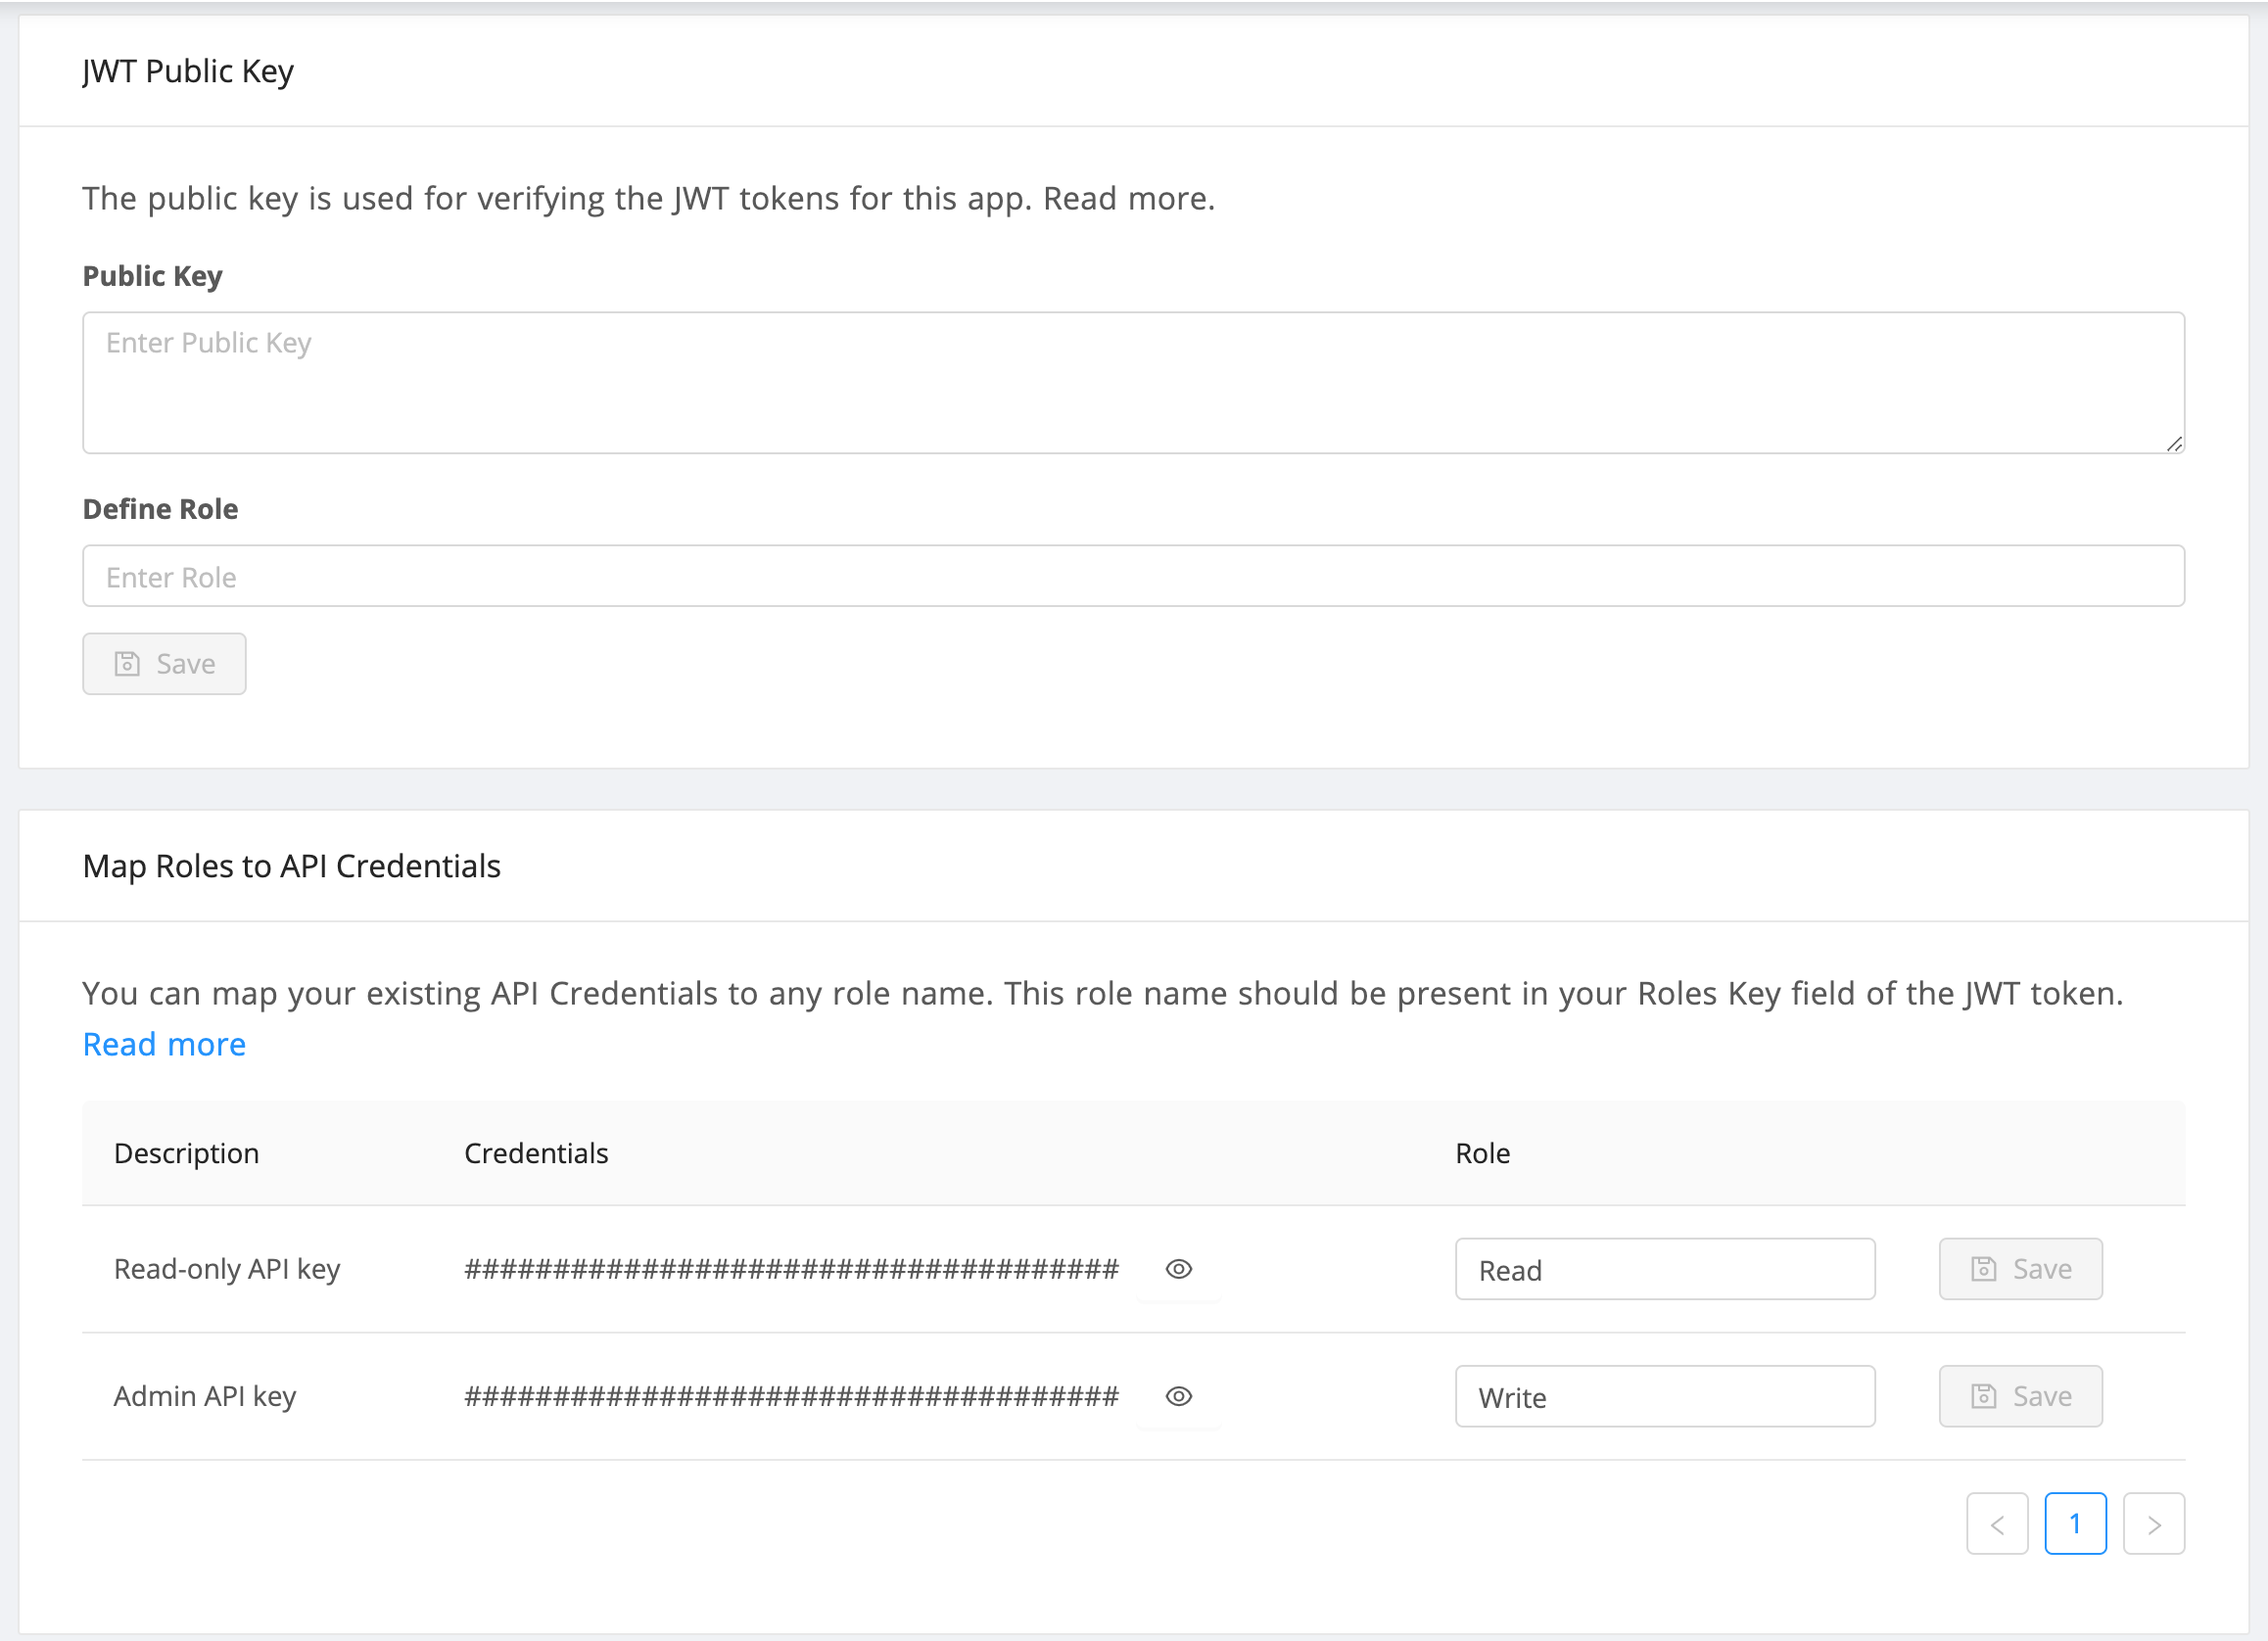 JWT Public Key
The public key is used for verifying the JWT tokens for this app. Read more.
Public Key
Enter Public Key
Define Role
Enter Role
Save
Map Roles to API Credentials
You can map your existing API Credentials to any role name. This role name should be present in your Roles Key field of the JWT token.
Read more
Description Credentials Role
Read-only API key ##################################### Read Save
Admin API key ##################################### Write Save
< 1 >